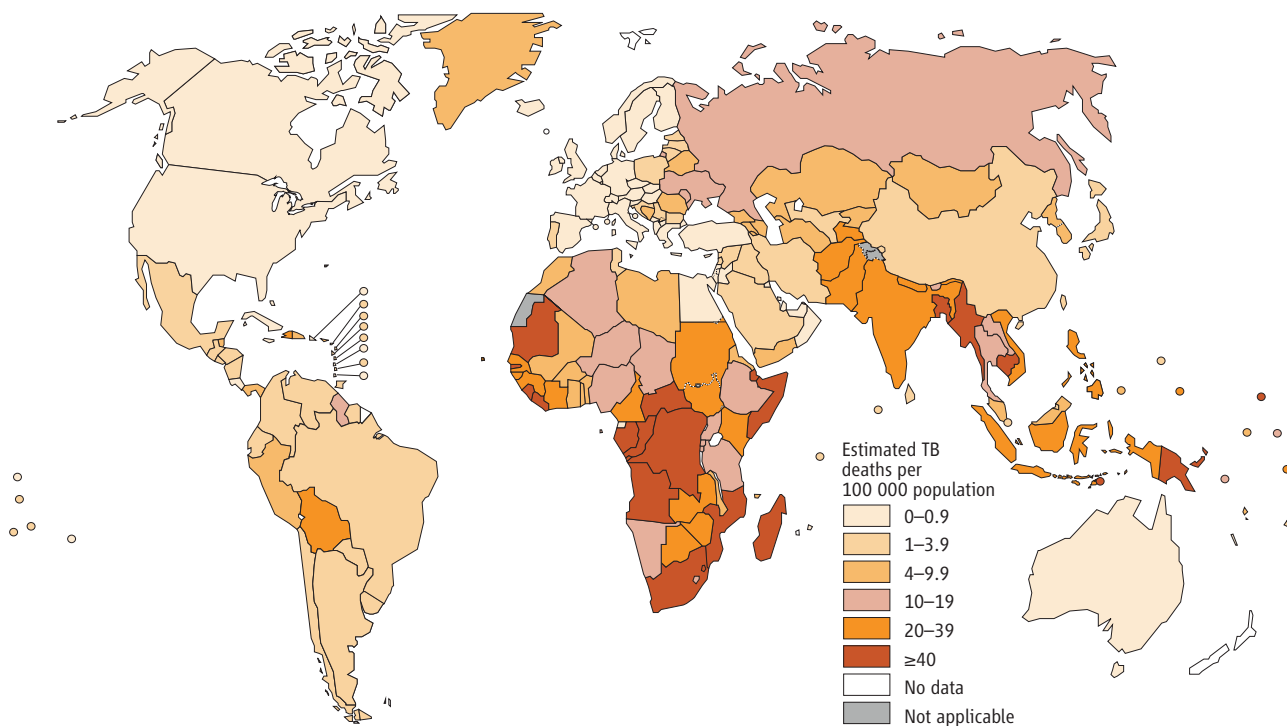 Estimated TB
deaths per
100 000 population
0–0.9
1–3.9
4–9.9
10–19
20–39
≥40
No data
Not applicable